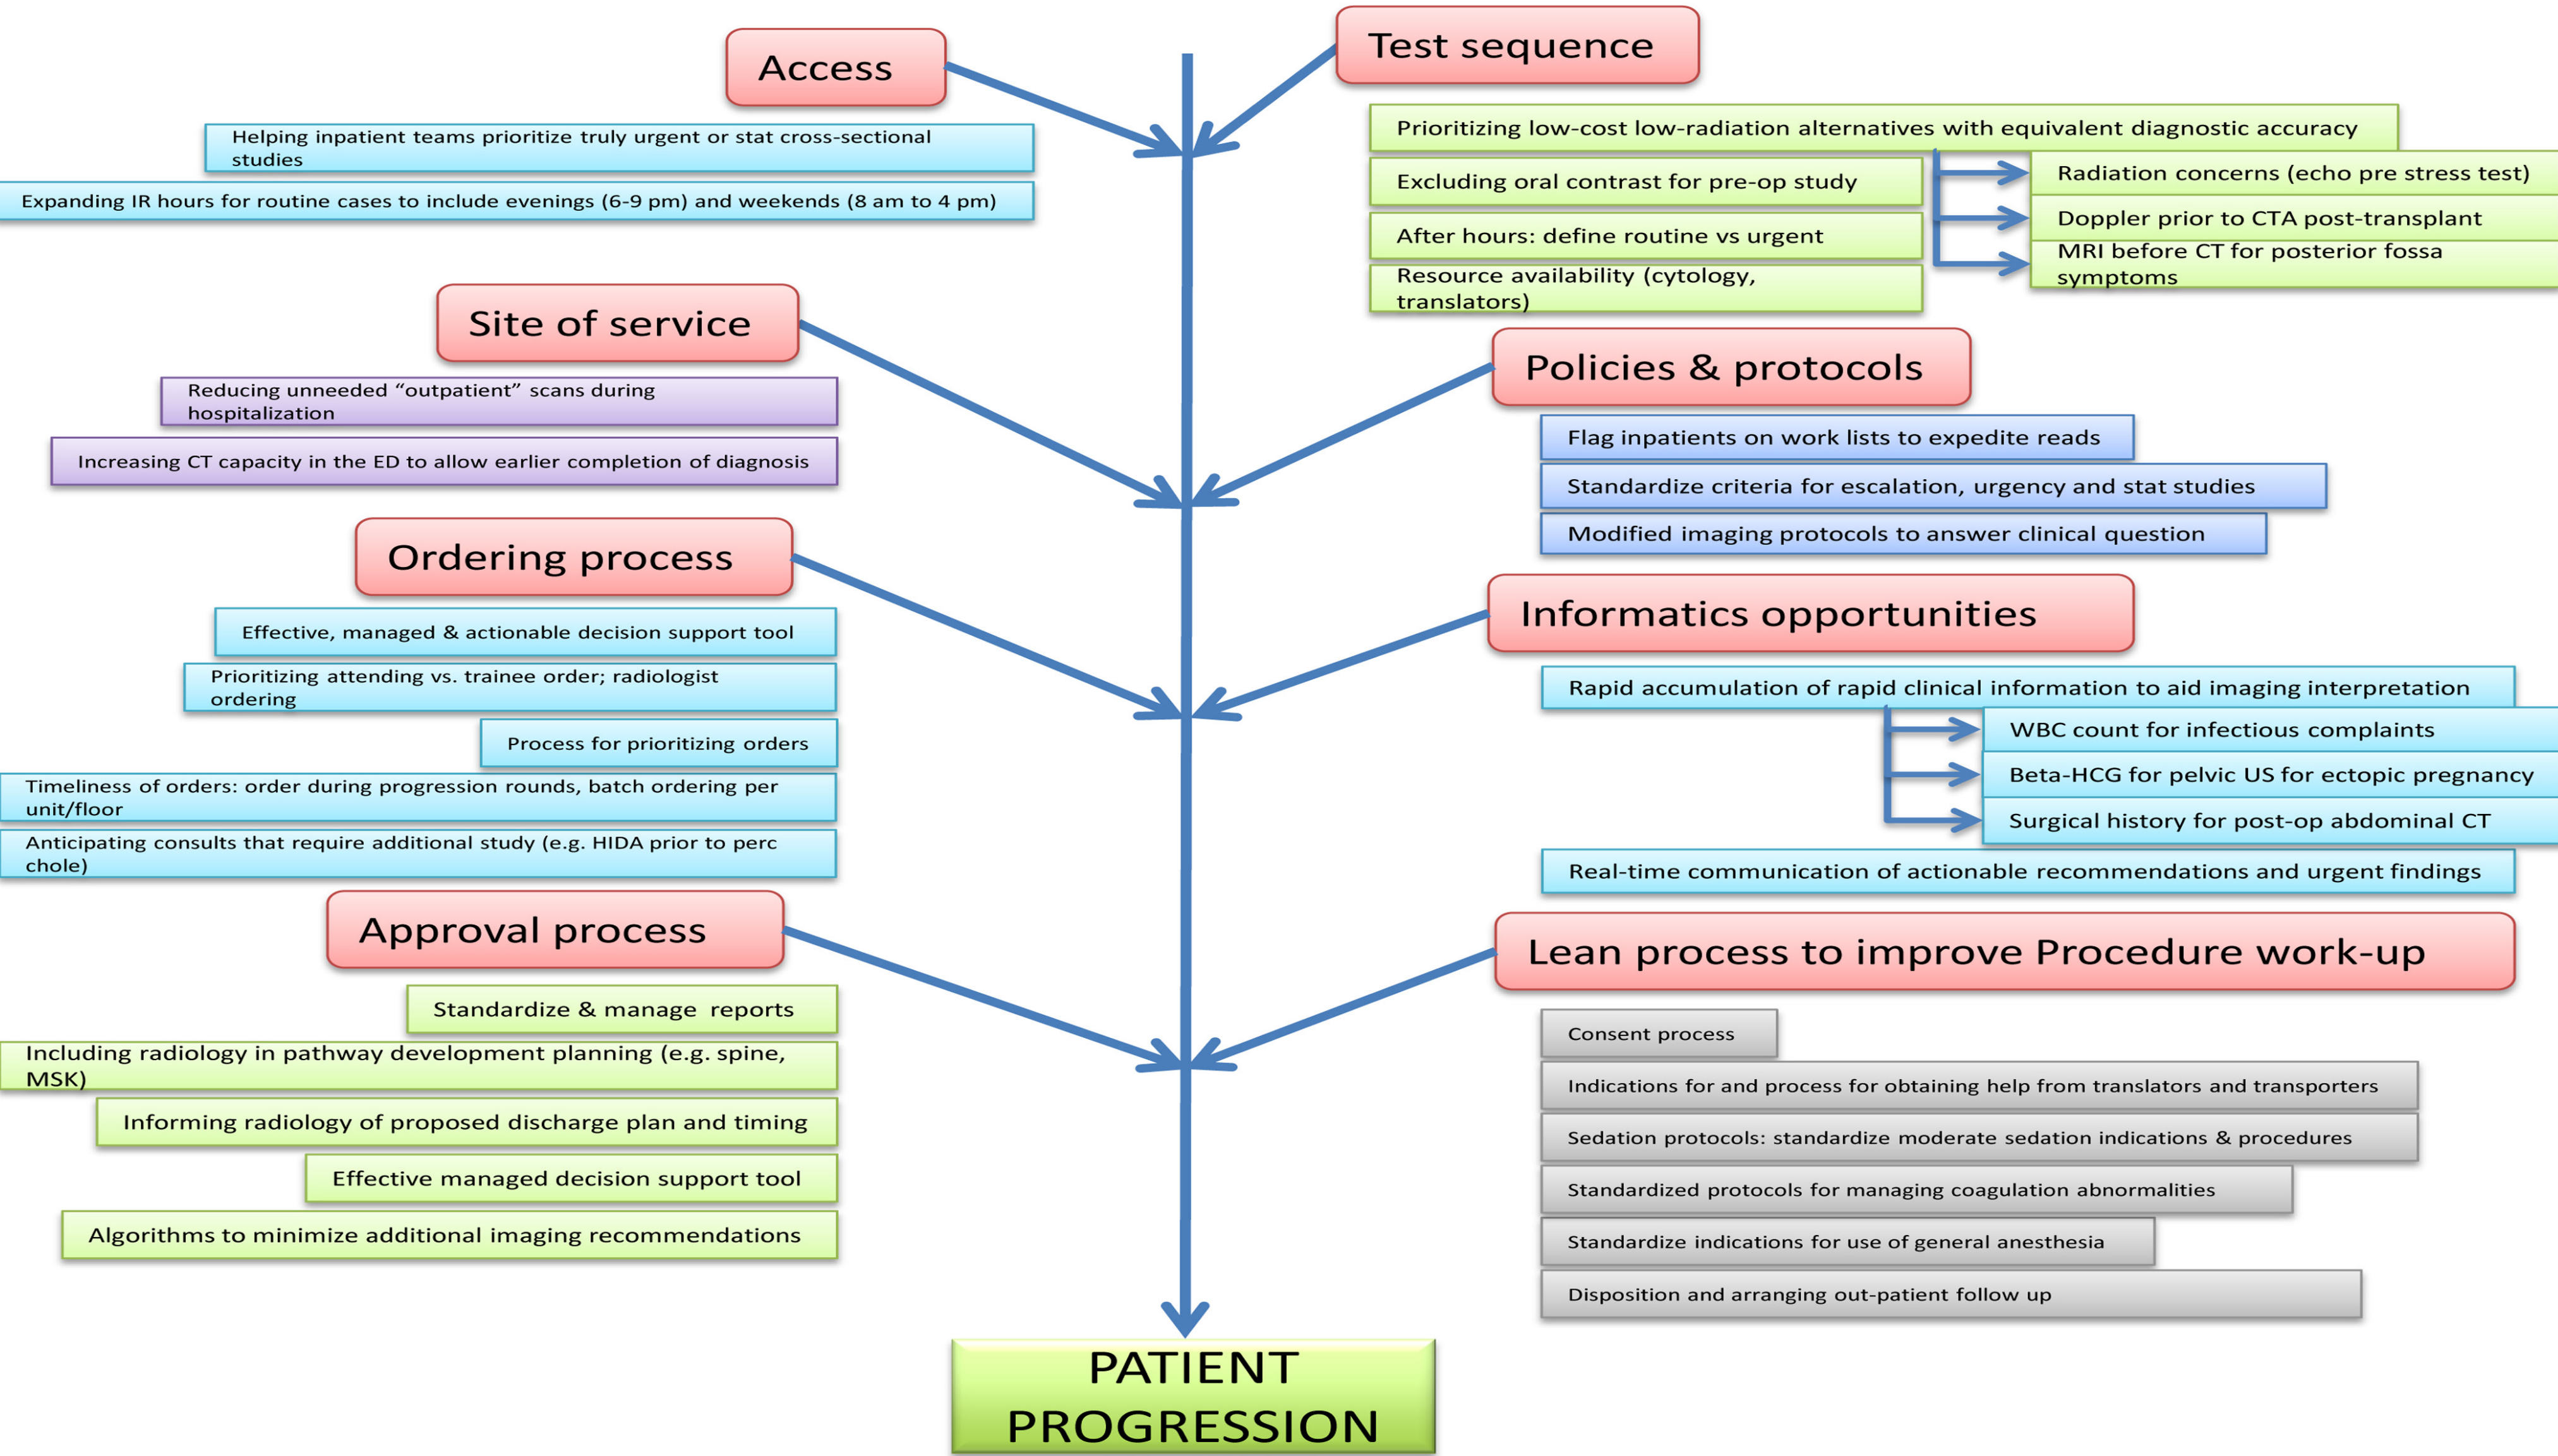 Access
Helping inpatient teams prioritize truly urgent or stat cross-sectional
studies
Expanding IR hours for routine cases to include evenings (6-9 pm) and weekends (8 am to 4 pm)
Site of service
Reducing unneeded “outpatient” scans during
hospitalization
Increasing CT capacity in the ED to allow earlier completion of diagnosis
Ordering process
Effective, managed & actionable decision support tool
Prioritizing attending vs. trainee order; radiologist
ordering
Process for prioritizing orders
Timeliness of orders: order during progression rounds, batch ordering per
unit/floor
Anticipating consults that require additional study (e.g. HIDA prior to perc
chole)
Approval process
Standardize & manage reports
Including radiology in pathway development planning (e.g. spine,
MSK)
Informing radiology of proposed discharge plan and timing
Effective managed decision support tool
Algorithms to minimize additional imaging recommendations
Test sequence
Prioritizing low-cost low-radiation alternatives with equivalent diagnostic accuracy
Radiation concerns (echo pre stress test)
Doppler prior to CTA post-transplant
MRI before CT for posterior fossa
symptoms
Excluding oral contrast for pre-op study
After hours: define routine vs urgent
Resource availability (cytology,
translators)
Policies & protocols
Flag inpatients on work lists to expedite reads
Standardize criteria for escalation, urgency and stat studies
Modified imaging protocols to answer clinical question
Informatics opportunities
Rapid accumulation of rapid clinical information to aid imaging interpretation
WBC count for infectious complaints
Beta-HCG for pelvic US for ectopic pregnancy
Surgical history for post-op abdominal CT
Real-time communication of actionable recommendations and urgent findings
Lean process to improve Procedure work-up
Consent process
Indications for and process for obtaining help from translators and transporters
Sedation protocols: standardize moderate sedation indications & procedures
Standardized protocols for managing coagulation abnormalities
Standardize indications for use of general anesthesia
Disposition and arranging out-patient follow up
PATIENT
PROGRESSION